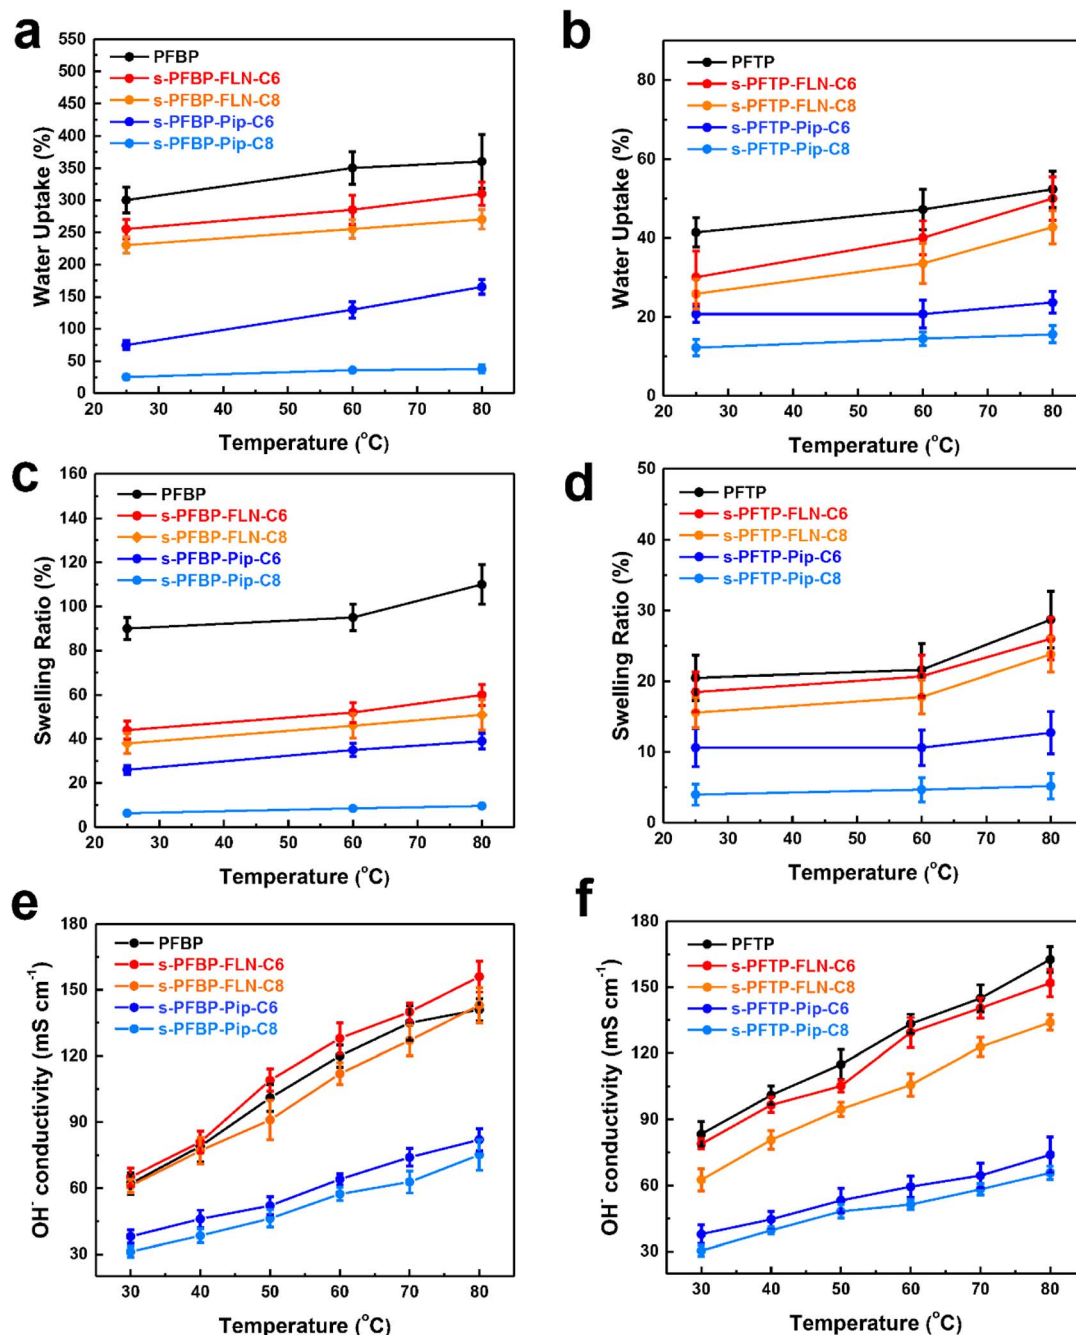 a
550
500
450
400
350
300
250
200
150
100
50
0
Water Uptake (%)
PFBP
s-PFBP-FLN-C6
s-PFBP-FLN-C8
s-PFBP-Pip-C6
s-PFBP-Pip-C8
20 30 40 50 60 70 80
Temperature (°C)
b
80
60
40
20
0
Water Uptake (%)
PFTP
s-PFTP-FLN-C6
s-PFTP-FLN-C8
s-PFTP-Pip-C6
s-PFTP-Pip-C8
20 30 40 50 60 70 80
Temperature (°C)
c
160
140
120
100
80
60
40
20
0
Swelling Ratio (%)
PFBP
s-PFBP-FLN-C6
s-PFBP-FLN-C8
s-PFBP-Pip-C6
s-PFBP-Pip-C8
20 30 40 50 60 70 80
Temperature (°C)
d
50
40
30
20
10
0
Swelling Ratio (%)
PFTP
s-PFTP-FLN-C6
s-PFTP-FLN-C8
s-PFTP-Pip-C6
s-PFTP-Pip-C8
20 30 40 50 60 70 80
Temperature (°C)
e
180
150
120
90
60
30
OH⁻ conductivity (mS cm⁻¹)
PFBP
s-PFBP-FLN-C6
s-PFBP-FLN-C8
s-PFBP-Pip-C6
s-PFBP-Pip-C8
30 40 50 60 70 80
Temperature (°C)
f
180
150
120
90
60
30
OH⁻ conductivity (mS cm⁻¹)
PFTP
s-PFTP-FLN-C6
s-PFTP-FLN-C8
s-PFTP-Pip-C6
s-PFTP-Pip-C8
30 40 50 60 70 80
Temperature (°C)